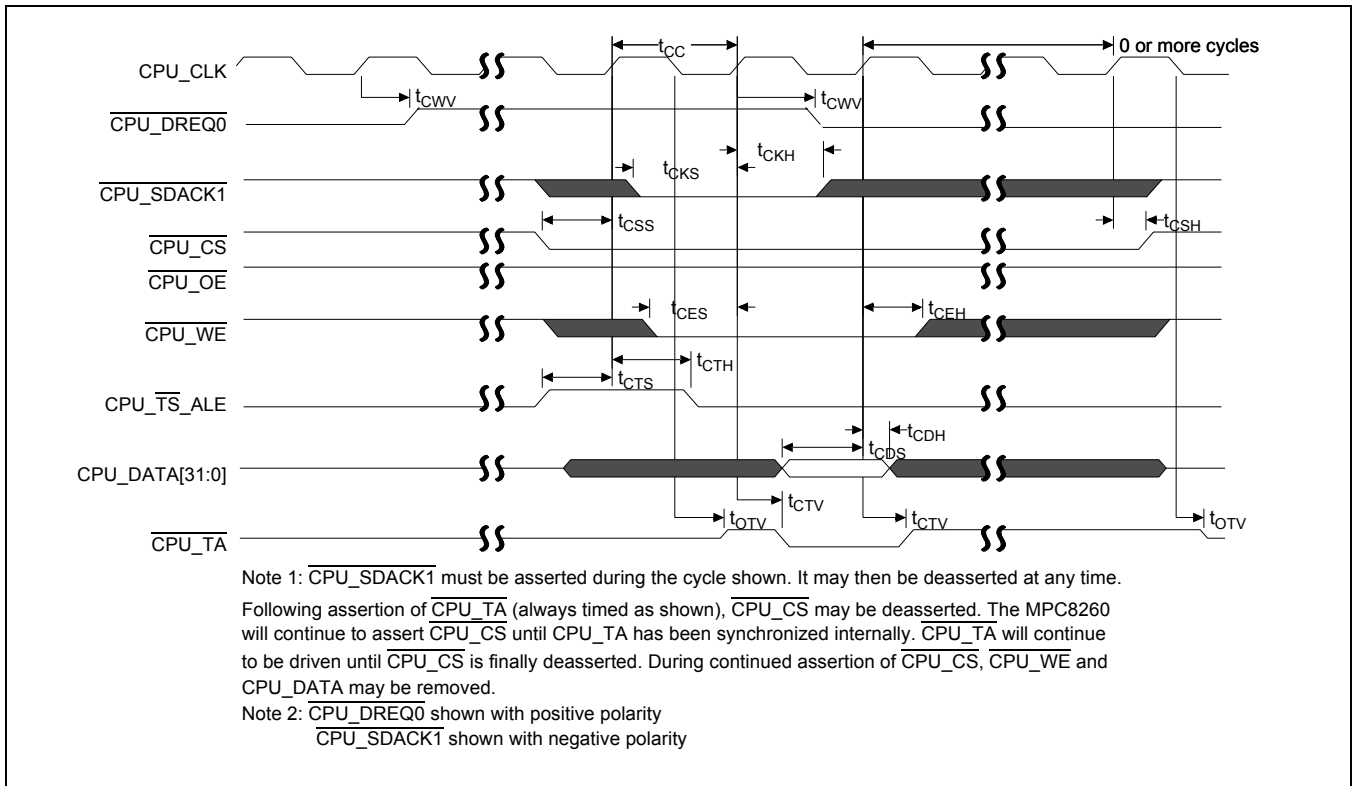 t_CC
0 or more cycles
CPU_CLK
t_CWV
t_CWV
CPU_DREQ0
t_CKH
t_CKS
CPU_SDACK1
t_CSS
t_CSH
CPU_CS
CPU_OE
t_CES
t_CEH
CPU_WE
t_CTH
t_CTS
CPU_TS_ALE
t_CDH
t_CDS
CPU_DATA[31:0]
t_CTV
t_OTV
t_CTV
t_OTV
CPU_TA
Note 1: CPU_SDACK1 must be asserted during the cycle shown. It may then be deasserted at any time.
Following assertion of CPU_TA (always timed as shown), CPU_CS may be deasserted. The MPC8260
will continue to assert CPU_CS until CPU_TA has been synchronized internally. CPU_TA will continue
to be driven until CPU_CS is finally deasserted. During continued assertion of CPU_CS, CPU_WE and
CPU_DATA may be removed.
Note 2: CPU_DREQ0 shown with positive polarity
CPU_SDACK1 shown with negative polarity